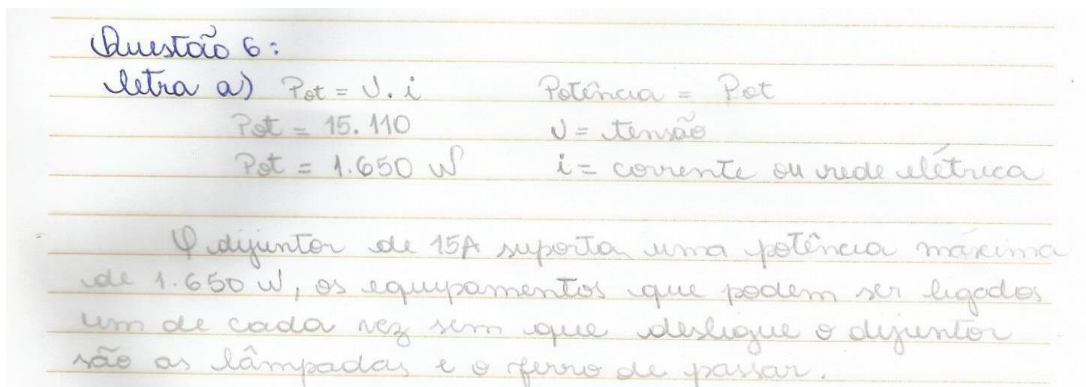 Questão 6:
letra a) Pot = U.i Potência = Pot
Pot = 15.110 U = tensão
Pot = 1.650 W i = corrente ou rede elétrica
O dijuntor de 15A suporta uma potência máxima
de 1.650 W, os equipamentos que podem ser ligados
um de cada vez sem que desligue o dijuntor
são as lâmpadas e o ferro de passar.